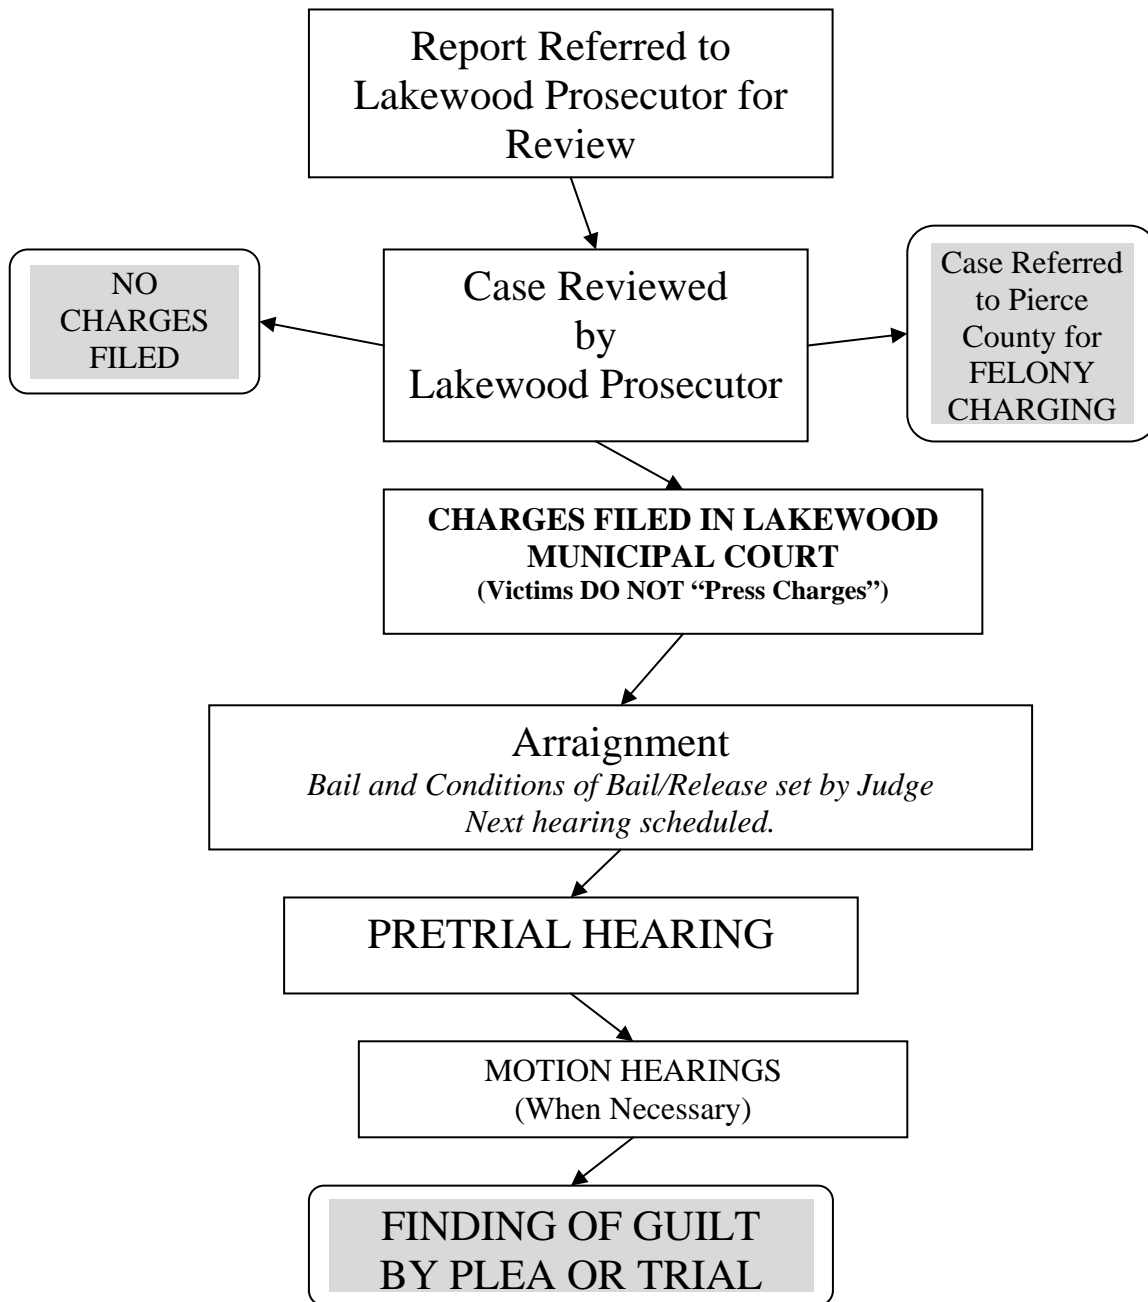 Report Referred to
Lakewood Prosecutor for
Review
NO
CHARGES
FILED
Case Reviewed
by
Lakewood Prosecutor
Case Referred
to Pierce
County for
FELONY
CHARGING
CHARGES FILED IN LAKEWOOD
MUNICIPAL COURT
(Victims DO NOT “Press Charges”)
Arraignment
Bail and Conditions of Bail/Release set by Judge
Next hearing scheduled.
PRETRIAL HEARING
MOTION HEARINGS
(When Necessary)
FINDING OF GUILT
BY PLEA OR TRIAL